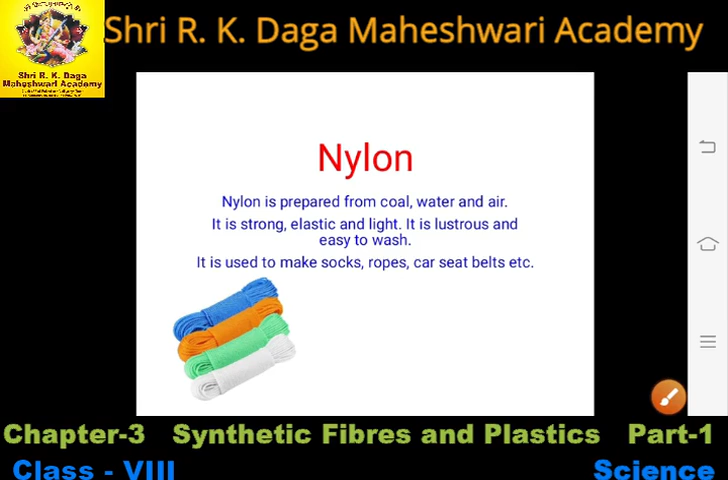 Shri R. K. Daga Maheshwari Academy
Shri R. K. Daga
Maheshwari Academy
Nylon
Nylon is prepared from coal, water and air.
It is strong, elastic and light. It is lustrous and
easy to wash.
It is used to make socks, ropes, car seat belts etc.
Chapter-3 Synthetic Fibres and Plastics Part-1
Class - VIII Science